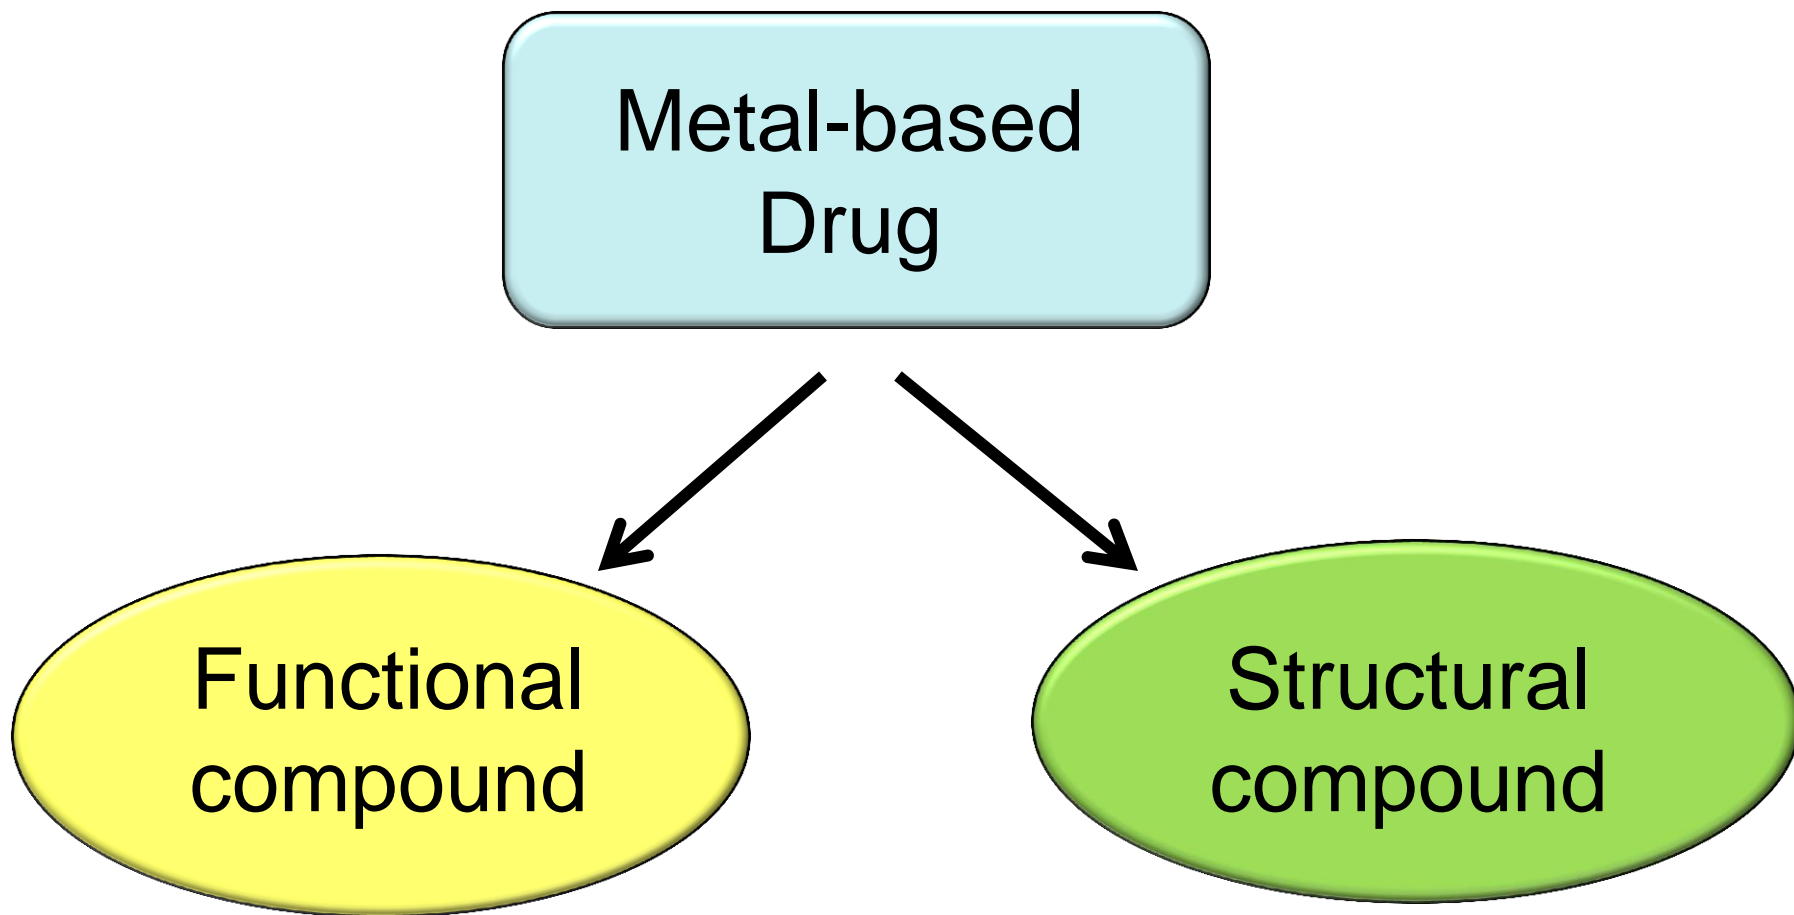 Metal-based
Drug
Functional
compound
Structural
compound